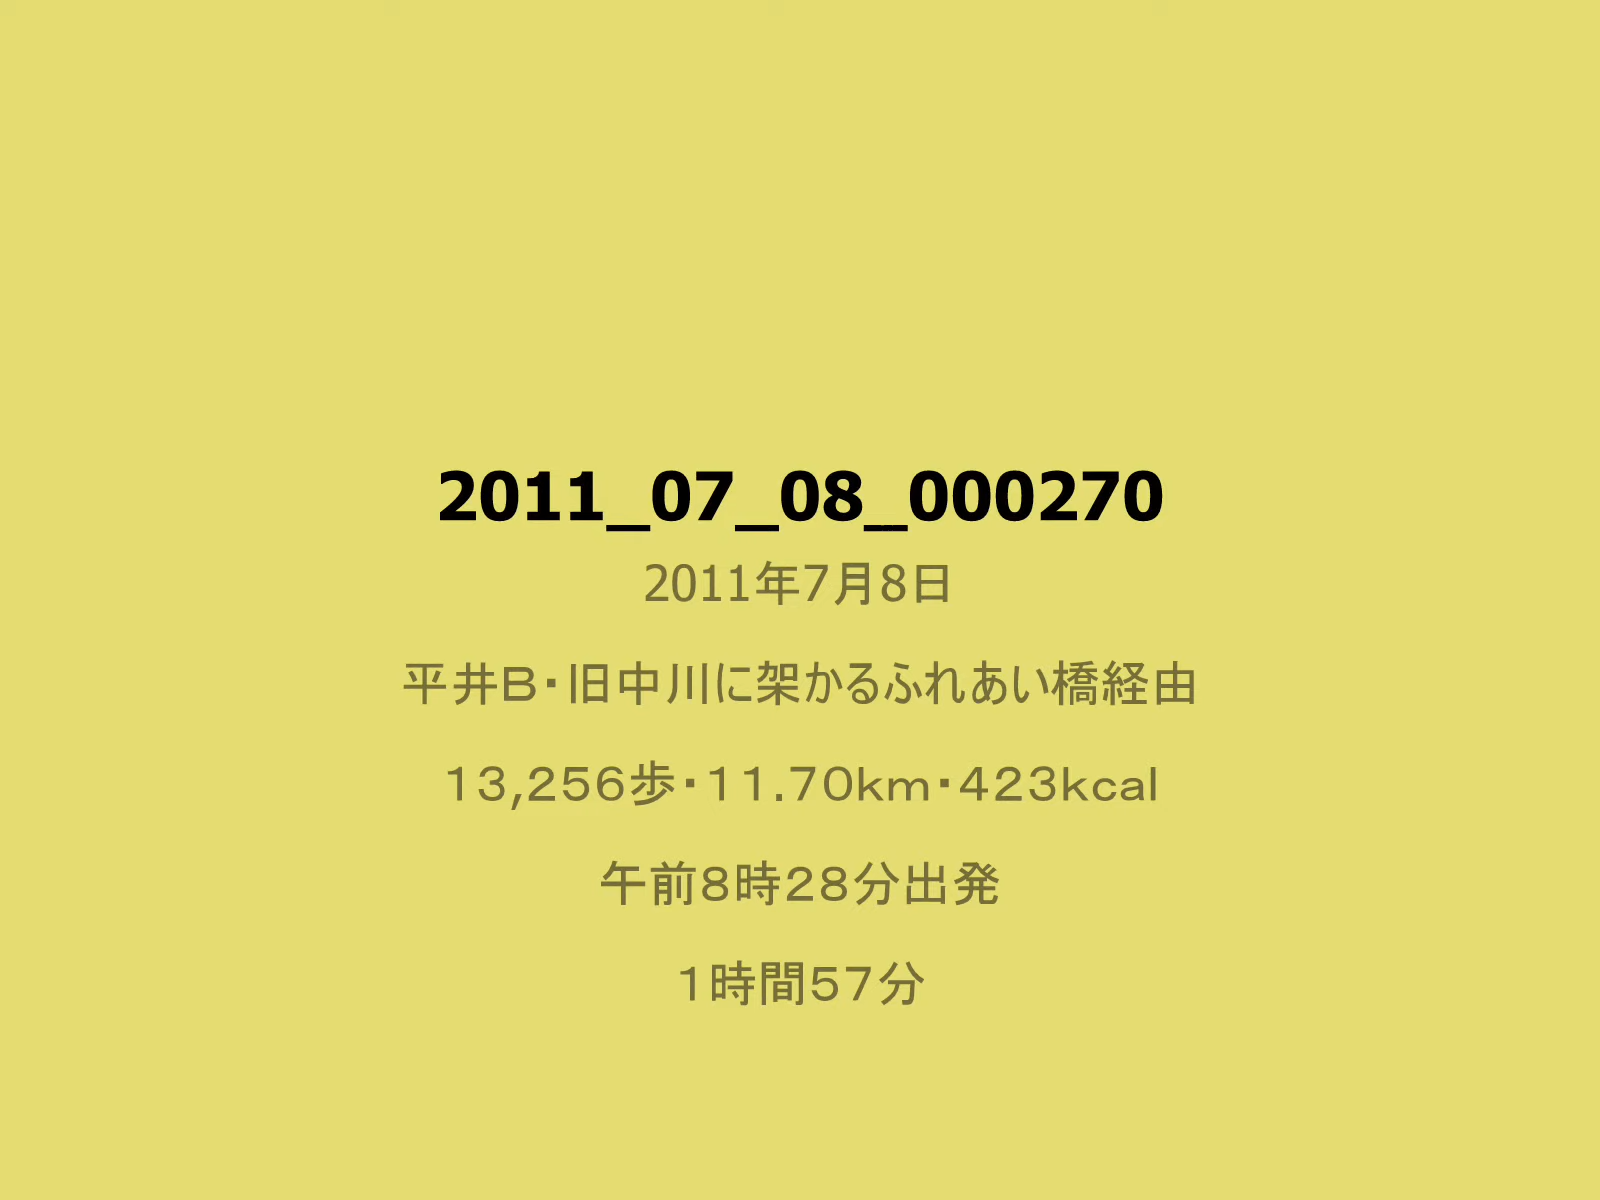 2011_07_08_000270
2011年7月8日
平井Ｂ・旧中川に架かるふれあい橋経由
１３,２５６歩・１１.７０ｋｍ・４２３ｋｃａｌ
午前８時２８分出発
１時間５７分